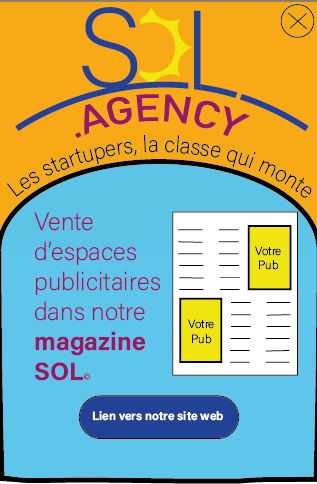 SOL
.AGENCY
Les startupers, la classe qui monte
Vente
d'espaces
publicitaires
dans notre
magazine
SOL©
Votre
Pub
Votre
Pub
Lien vers notre site web